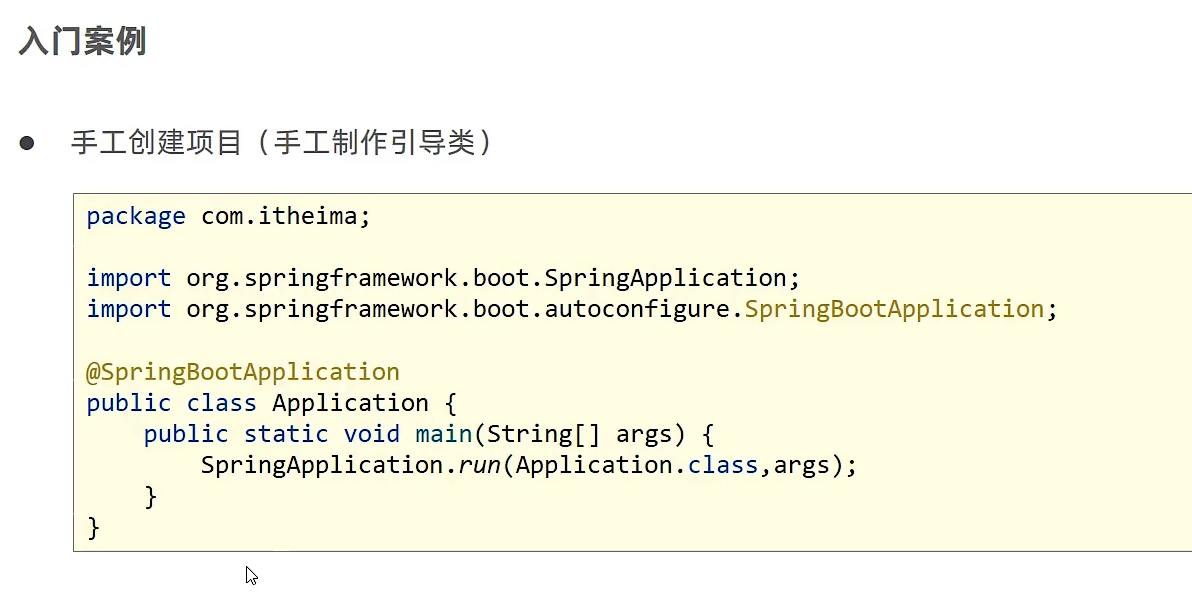 入门案例
● 手工创建项目（手工制作引导类）
package com.itheima;
import org.springframework.boot.SpringApplication;
import org.springframework.boot.autoconfigure.SpringBootApplication;
@SpringBootApplication
public class Application {
    public static void main(String[] args) {
        SpringApplication.run(Application.class,args);
    }
}